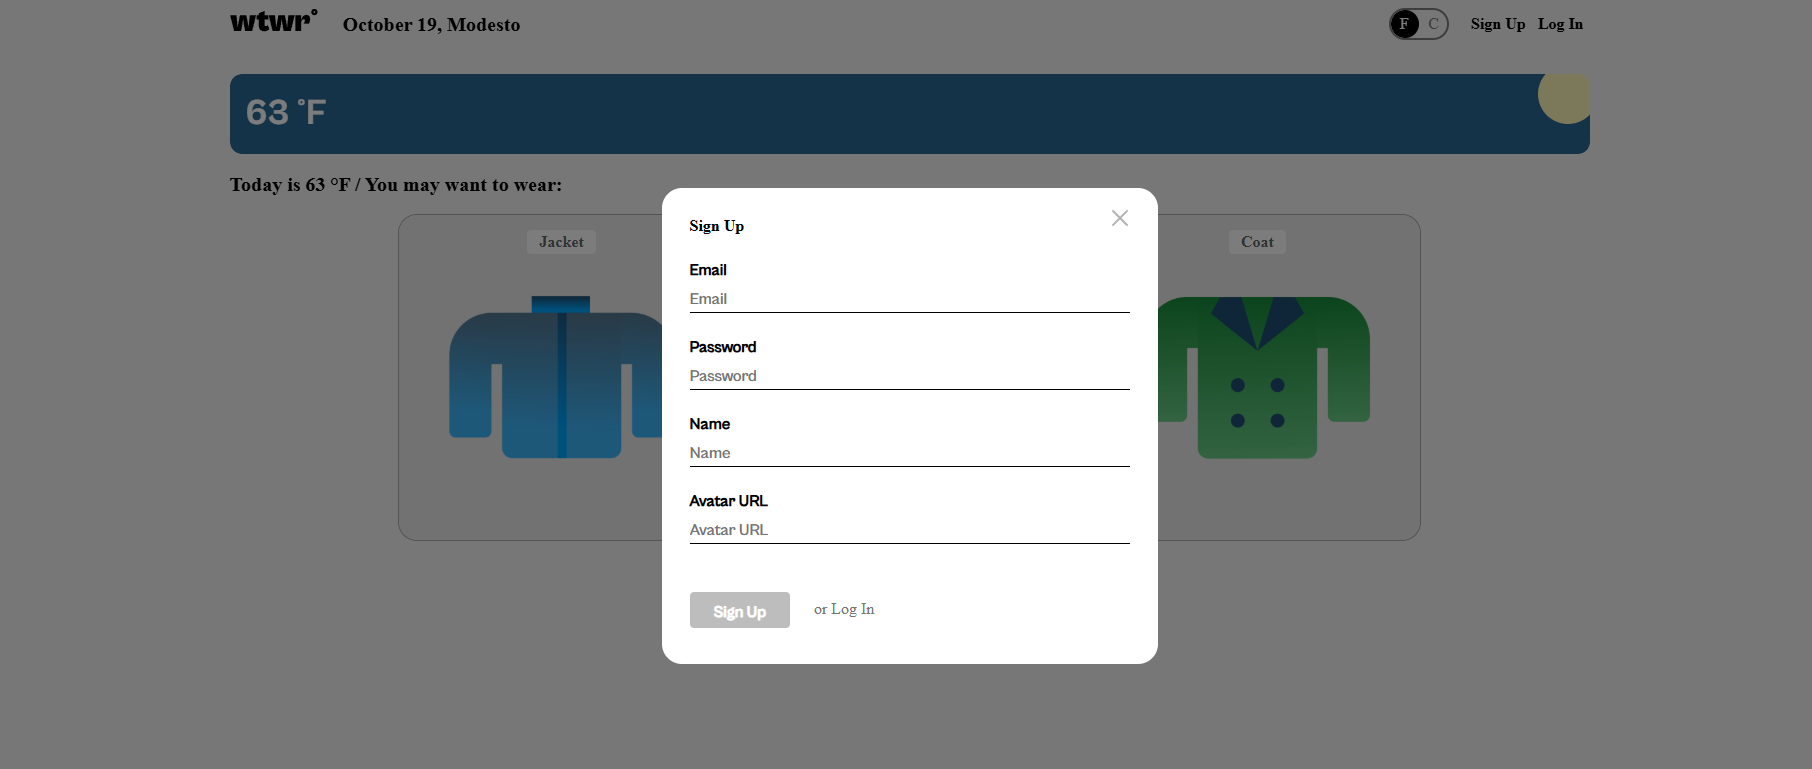 wtwr°
October 19, Modesto
F C
Sign Up Log In
63 °F
Today is 63 °F / You may want to wear:
Jacket
Coat
Sign Up
Email
Email
Password
Password
Name
Name
Avatar URL
Avatar URL
Sign Up
or Log In